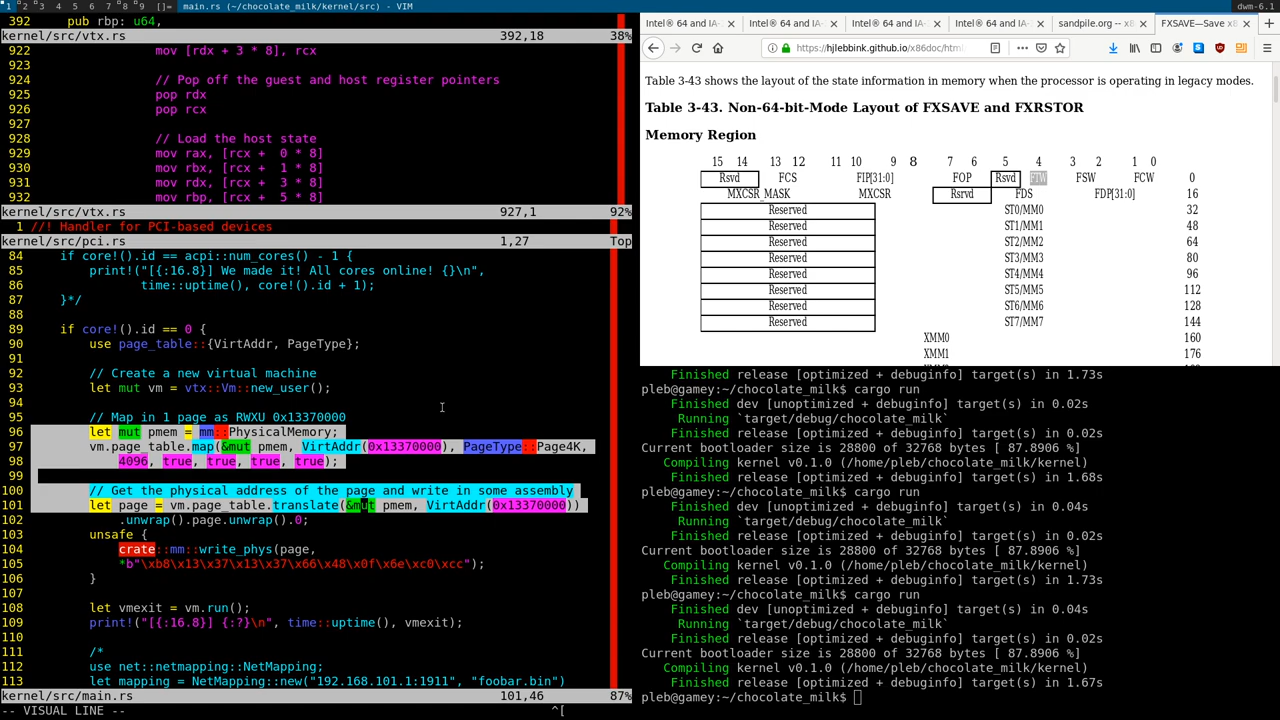 1 2 3 4 5 6 7 8 9 []= main.rs (~/chocolate_milk/kernel/src) - VIM dwm-6.1
392 pub rbp: u64,
kernel/src/vtx.rs 392,18 38%
922 mov [rdx + 3 * 8], rcx
923
924 // Pop off the guest and host register pointers
925 pop rdx
926 pop rcx
927
928 // Load the host state
929 mov rax, [rcx + 0 * 8]
930 mov rbx, [rcx + 1 * 8]
931 mov rdx, [rcx + 3 * 8]
932 mov rbp, [rcx + 5 * 8]
kernel/src/vtx.rs 927,1 92%
1 //! Handler for PCI-based devices
kernel/src/pci.rs 1,27 Top
84 if core!().id == acpi::num_cores() - 1 {
85 print!("[{:16.8}] We made it! All cores online! {}\n",
86 time::uptime(), core!().id + 1);
87 }*/
88
89 if core!().id == 0 {
90 use page_table::{VirtAddr, PageType};
91
92 // Create a new virtual machine
93 let mut vm = vtx::Vm::new_user();
94
95 // Map in 1 page as RWXU 0x13370000
96 let mut pmem = mm::PhysicalMemory;
97 vm.page_table.map(&mut pmem, VirtAddr(0x13370000), PageType::Page4K,
98 4096, true, true, true, true);
99
100 // Get the physical address of the page and write in some assembly
101 let page = vm.page_table.translate(&mut pmem, VirtAddr(0x13370000))
102 .unwrap().page.unwrap().0;
103 unsafe {
104 crate::mm::write_phys(page,
105 *b"\xb8\x13\x37\x13\x37\x66\x48\x0f\x6e\xc0\xcc");
106 }
107
108 let vmexit = vm.run();
109 print!("[{:16.8}] {:?}\n", time::uptime(), vmexit);
110
111 /*
112 use net::netmapping::NetMapping;
113 let mapping = NetMapping::new("192.168.101.1:1911", "foobar.bin")
kernel/src/main.rs 101,46 87%
-- VISUAL LINE -- ^[
Intel® 64 and IA- Intel® 64 and IA- Intel® 64 and IA- Intel® 64 and IA- sandpile.org -- x8 FXSAVE—Save x8
https://hjlebbink.github.io/x86doc/html
Table 3-43 shows the layout of the state information in memory when the processor is operating in legacy modes.
Table 3-43. Non-64-bit-Mode Layout of FXSAVE and FXRSTOR
Memory Region
15 14 13 12 11 10 9 8 7 6 5 4 3 2 1 0
Rsvd FCS FIP[31:0] FOP Rsvd FTW FSW FCW 0
MXCSR_MASK MXCSR Rsrvd FDS FDP[31:0] 16
Reserved ST0/MM0 32
Reserved ST1/MM1 48
Reserved ST2/MM2 64
Reserved ST3/MM3 80
Reserved ST4/MM4 96
Reserved ST5/MM5 112
Reserved ST6/MM6 128
Reserved ST7/MM7 144
XMM0 160
XMM1 176
Finished release [optimized + debuginfo] target(s) in 1.73s
pleb@gamey:~/chocolate_milk$ cargo run
Finished dev [unoptimized + debuginfo] target(s) in 0.02s
Running `target/debug/chocolate_milk`
Finished release [optimized + debuginfo] target(s) in 0.02s
Current bootloader size is 28800 of 32768 bytes [ 87.8906 %]
Compiling kernel v0.1.0 (/home/pleb/chocolate_milk/kernel)
Finished release [optimized + debuginfo] target(s) in 1.68s
pleb@gamey:~/chocolate_milk$ cargo run
Finished dev [unoptimized + debuginfo] target(s) in 0.04s
Running `target/debug/chocolate_milk`
Finished release [optimized + debuginfo] target(s) in 0.02s
Current bootloader size is 28800 of 32768 bytes [ 87.8906 %]
Compiling kernel v0.1.0 (/home/pleb/chocolate_milk/kernel)
Finished release [optimized + debuginfo] target(s) in 1.73s
pleb@gamey:~/chocolate_milk$ cargo run
Finished dev [unoptimized + debuginfo] target(s) in 0.04s
Running `target/debug/chocolate_milk`
Finished release [optimized + debuginfo] target(s) in 0.02s
Current bootloader size is 28800 of 32768 bytes [ 87.8906 %]
Compiling kernel v0.1.0 (/home/pleb/chocolate_milk/kernel)
Finished release [optimized + debuginfo] target(s) in 1.67s
pleb@gamey:~/chocolate_milk$